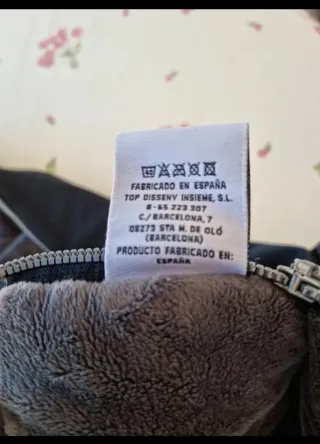 FABRICADO EN ESPAÑA
TOP DISSENY INSIEME, S.L.
B-65 223 307
C./ BARCELONA, 7
08273 STA M. DE OLÓ
(BARCELONA)
PRODUCTO FABRICADO EN:
ESPAÑA